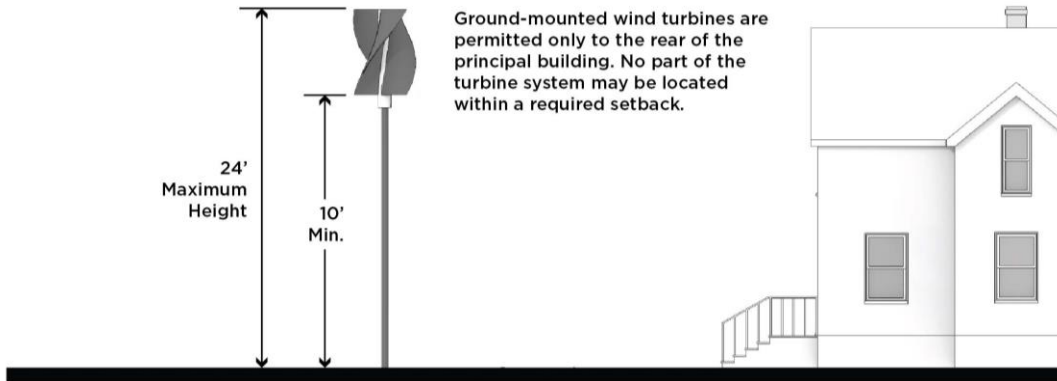 Ground-mounted wind turbines are
permitted only to the rear of the
principal building. No part of the
turbine system may be located
within a required setback.
24’
Maximum
Height
10’
Min.